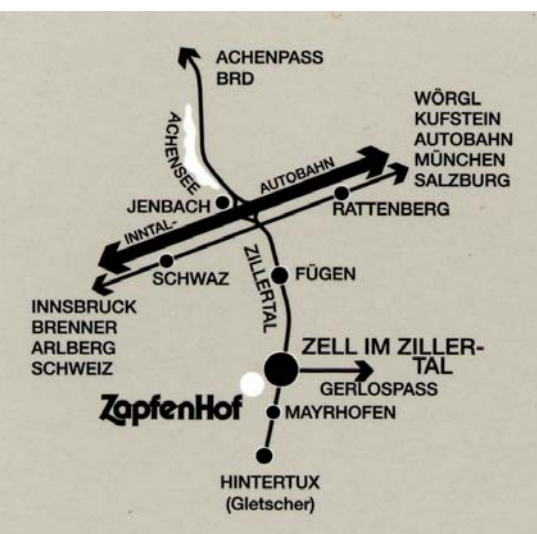 ACHENPASS
BRD
WÖRGL
KUFSTEIN
AUTOBAHN
MÜNCHEN
SALZBURG
ACHENSEE
AUTOBAHN
JENBACH
RATTENBERG
INNTAL-
SCHWAZ
ZILLERTAL
FÜGEN
INNSBRUCK
BRENNER
ARLBERG
SCHWEIZ
ZELL IM ZILLER-
TAL
GERLOSPASS
ZapfenHof
MAYRHOFEN
HINTERTUX
(Gletscher)